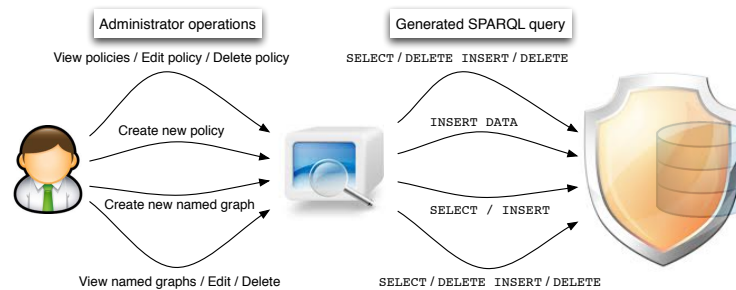 Administrator operations
Generated SPARQL query
View policies / Edit policy / Delete policy
SELECT / DELETE INSERT / DELETE
Create new policy
INSERT DATA
Create new named graph
SELECT / INSERT
View named graphs / Edit / Delete
SELECT / DELETE INSERT / DELETE